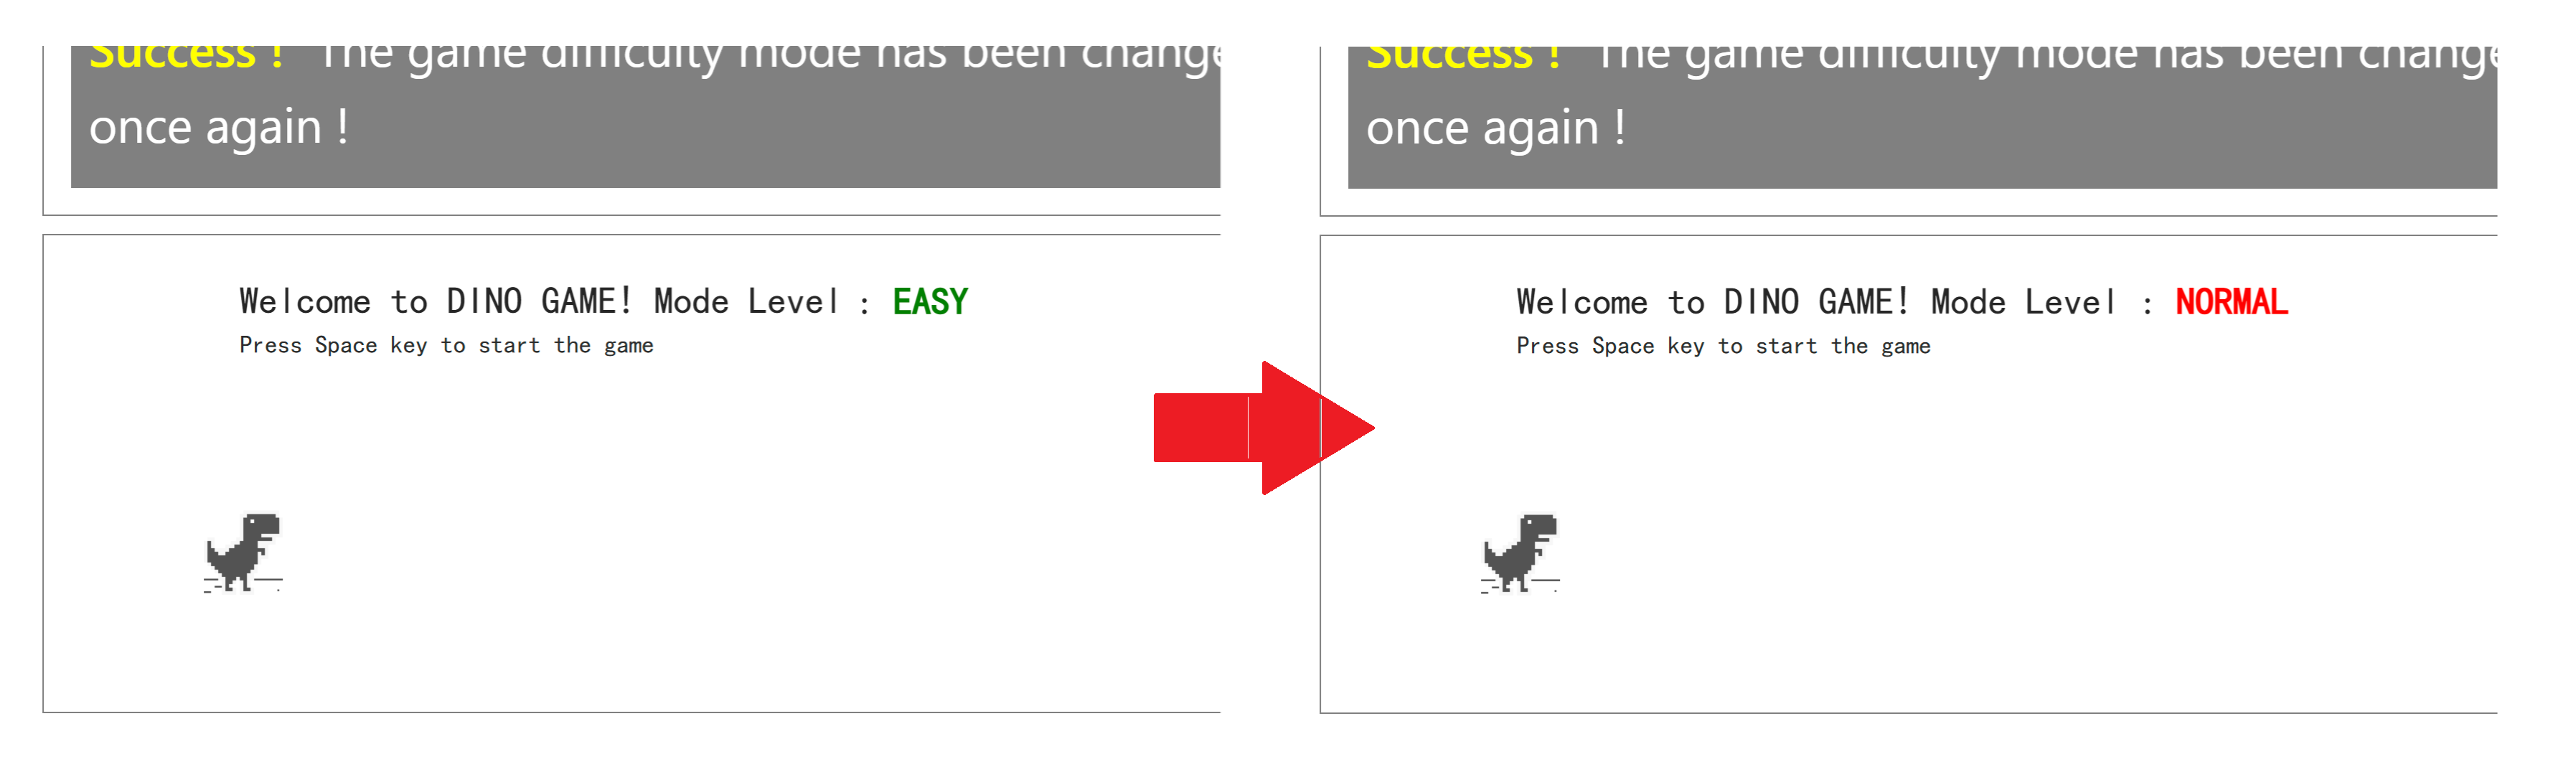 Success ! The game difficulty mode has been change
once again !
Welcome to DINO GAME! Mode Level : EASY
Press Space key to start the game
Success ! The game difficulty mode has been change
once again !
Welcome to DINO GAME! Mode Level : NORMAL
Press Space key to start the game